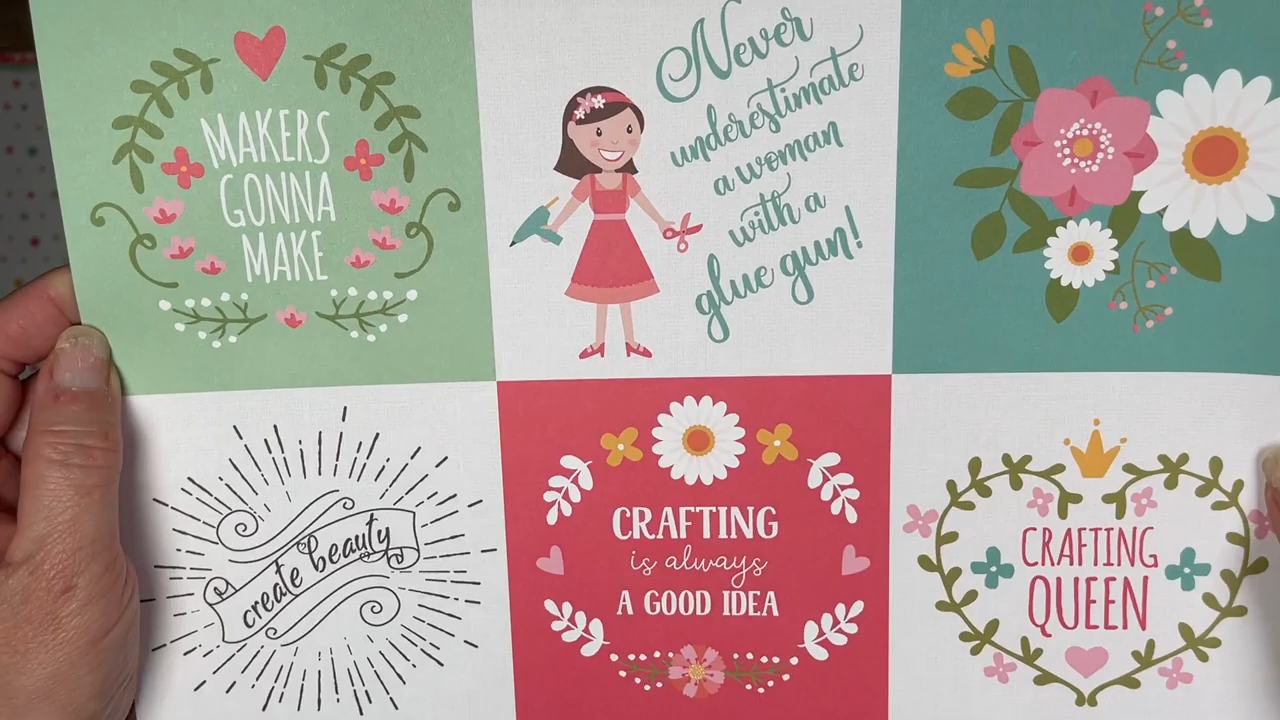 MAKERS
GONNA
MAKE
Never
underestimate
a woman
with a
glue gun!
create beauty
CRAFTING
is always
A GOOD IDEA
CRAFTING
QUEEN